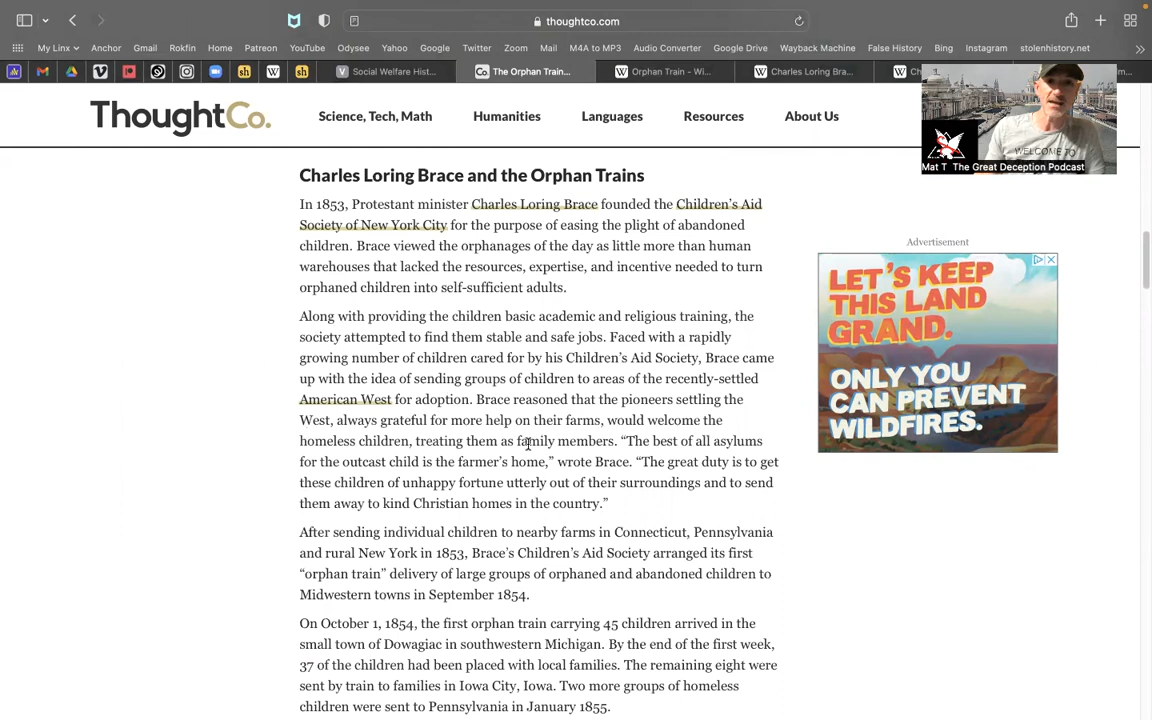 thoughtco.com
My Linx
Anchor
Gmail
Rokfin
Home
Patreon
YouTube
Odysee
Yahoo
Google
Twitter
Zoom
Mail
M4A to MP3
Audio Converter
Google Drive
Wayback Machine
False History
Bing
Instagram
stolenhistory.net
Social Welfare Hist...
Co. The Orphan Train...
W Orphan Train - Wi...
W Charles Loring Bra...
ThoughtCo.
Science, Tech, Math
Humanities
Languages
Resources
About Us
WELCOME TO
Mat T The Great Deception Podcast
Charles Loring Brace and the Orphan Trains
In 1853, Protestant minister Charles Loring Brace founded the Children's Aid
Society of New York City for the purpose of easing the plight of abandoned
children. Brace viewed the orphanages of the day as little more than human
warehouses that lacked the resources, expertise, and incentive needed to turn
orphaned children into self-sufficient adults.
Along with providing the children basic academic and religious training, the
society attempted to find them stable and safe jobs. Faced with a rapidly
growing number of children cared for by his Children's Aid Society, Brace came
up with the idea of sending groups of children to areas of the recently-settled
American West for adoption. Brace reasoned that the pioneers settling the
West, always grateful for more help on their farms, would welcome the
homeless children, treating them as family members. “The best of all asylums
for the outcast child is the farmer's home,” wrote Brace. “The great duty is to get
these children of unhappy fortune utterly out of their surroundings and to send
them away to kind Christian homes in the country.”
After sending individual children to nearby farms in Connecticut, Pennsylvania
and rural New York in 1853, Brace's Children's Aid Society arranged its first
“orphan train” delivery of large groups of orphaned and abandoned children to
Midwestern towns in September 1854.
On October 1, 1854, the first orphan train carrying 45 children arrived in the
small town of Dowagiac in southwestern Michigan. By the end of the first week,
37 of the children had been placed with local families. The remaining eight were
sent by train to families in Iowa City, Iowa. Two more groups of homeless
children were sent to Pennsylvania in January 1855.
Advertisement
LET'S KEEP
THIS LAND
GRAND.
ONLY YOU
CAN PREVENT
WILDFIRES.